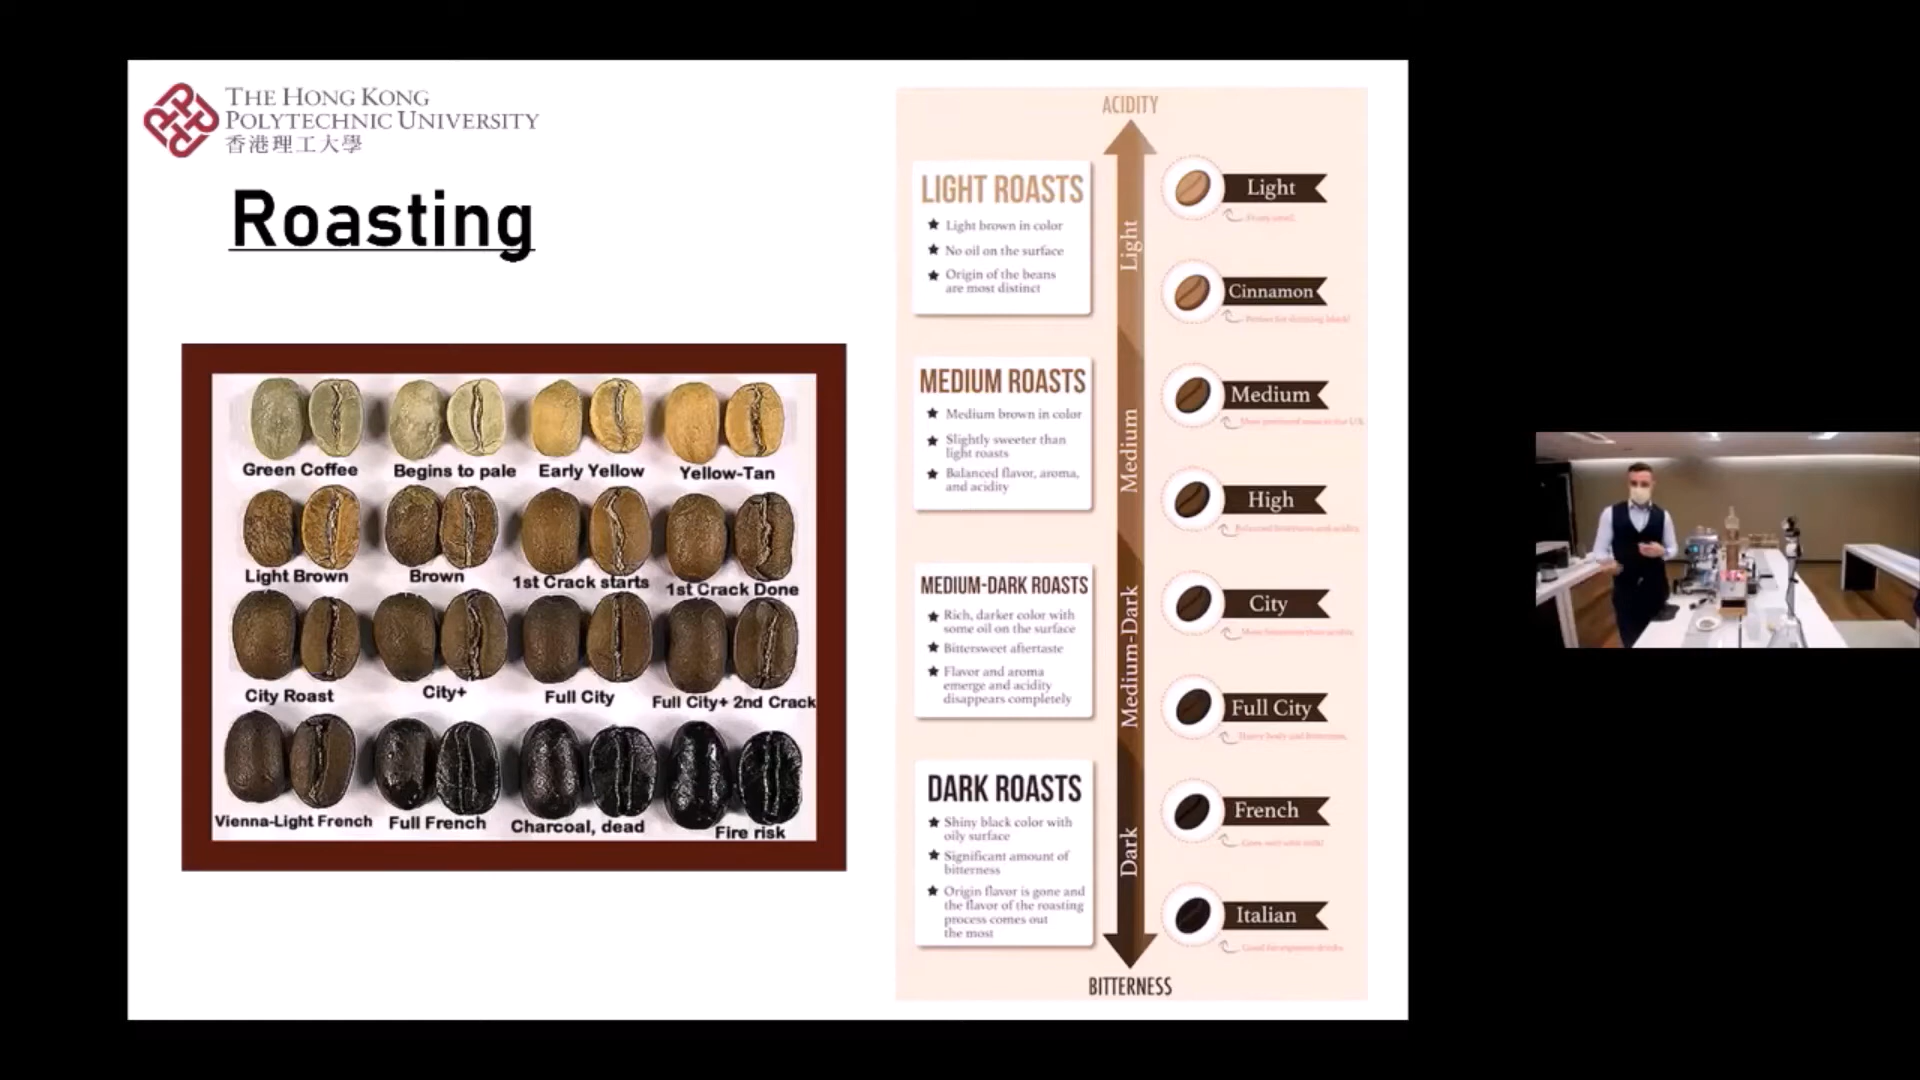 THE HONG KONG
POLYTECHNIC UNIVERSITY
香港理工大學
Roasting
Green Coffee
Begins to pale
Early Yellow
Yellow-Tan
Light Brown
Brown
1st Crack starts
1st Crack Done
City Roast
City+
Full City
Full City+ 2nd Crack
Vienna-Light French
Full French
Charcoal, dead
Fire risk
ACIDITY
LIGHT ROASTS
★ Light brown in color
★ No oil on the surface
★ Origin of the beans
are most distinct
MEDIUM ROASTS
★ Medium brown in color
★ Slightly sweeter than
light roasts
★ Balanced flavor, aroma,
and acidity
MEDIUM-DARK ROASTS
★ Rich, darker color with
some oil on the surface
★ Bittersweet aftertaste
★ Flavor and aroma
emerge and acidity
disappears completely
DARK ROASTS
★ Shiny black color with
oily surface
★ Significant amount of
bitterness
★ Origin flavor is gone and
the flavor of the roasting
process comes out
the most
Light
Medium
Medium-Dark
Dark
Light
Cinnamon
Medium
High
City
Full City
French
Italian
BITTERNESS